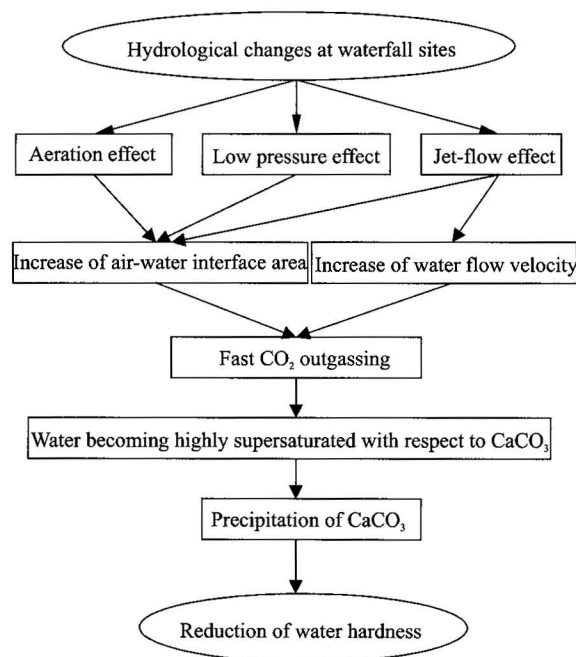 Hydrological changes at waterfall sites
Aeration effect
Low pressure effect
Jet-flow effect
Increase of air-water interface area
Increase of water flow velocity
Fast CO₂ outgassing
Water becoming highly supersaturated with respect to CaCO₃
Precipitation of CaCO₃
Reduction of water hardness